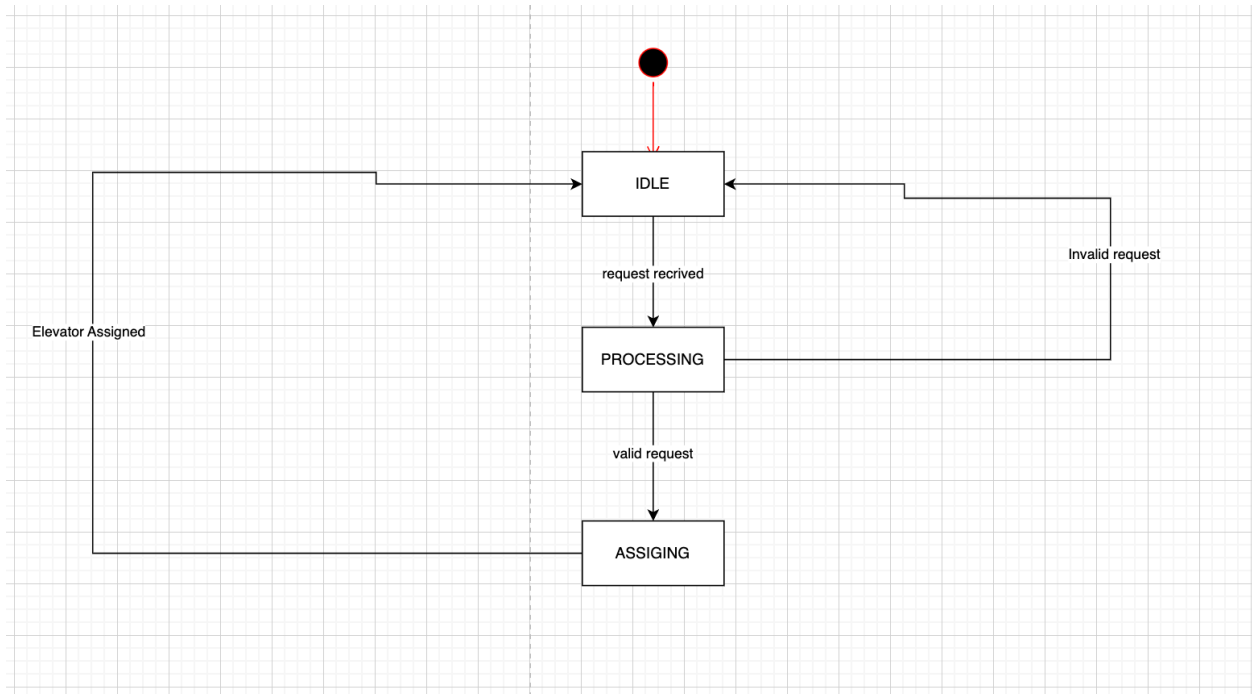 IDLE
Invalid request
request recrived
Elevator Assigned
PROCESSING
valid request
ASSIGING